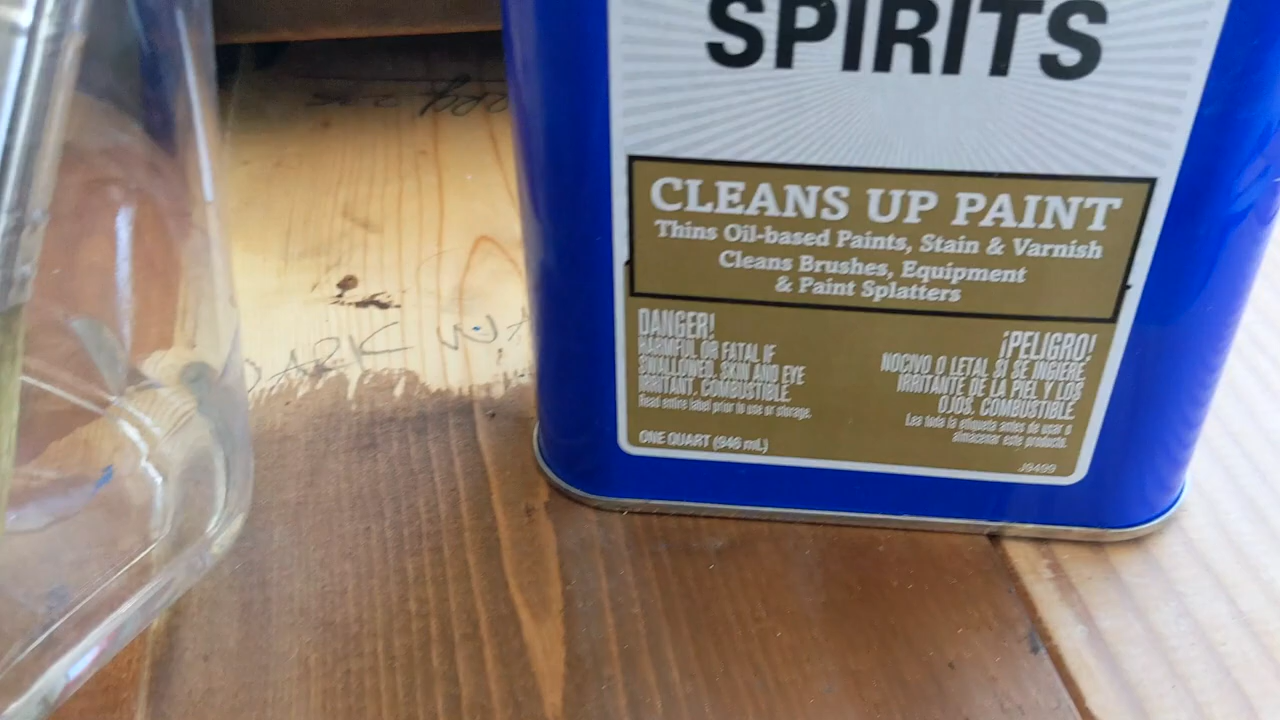 SPIRITS
CLEANS UP PAINT
Thins Oil-based Paints, Stain & Varnish
Cleans Brushes, Equipment
& Paint Splatters
DANGER!
HARMFUL OR FATAL IF
SWALLOWED. SKIN AND EYE
IRRITANT. COMBUSTIBLE.
Read entire label prior to use or storage.
ONE QUART (946 mL)
¡PELIGRO!
NOCIVO O LETAL SI SE INGIERE
IRRITANTE DE LA PIEL Y LOS
OJOS. COMBUSTIBLE.
Lea toda la etiqueta antes de usar o
almacenar este producto.
J9499
DARK WA